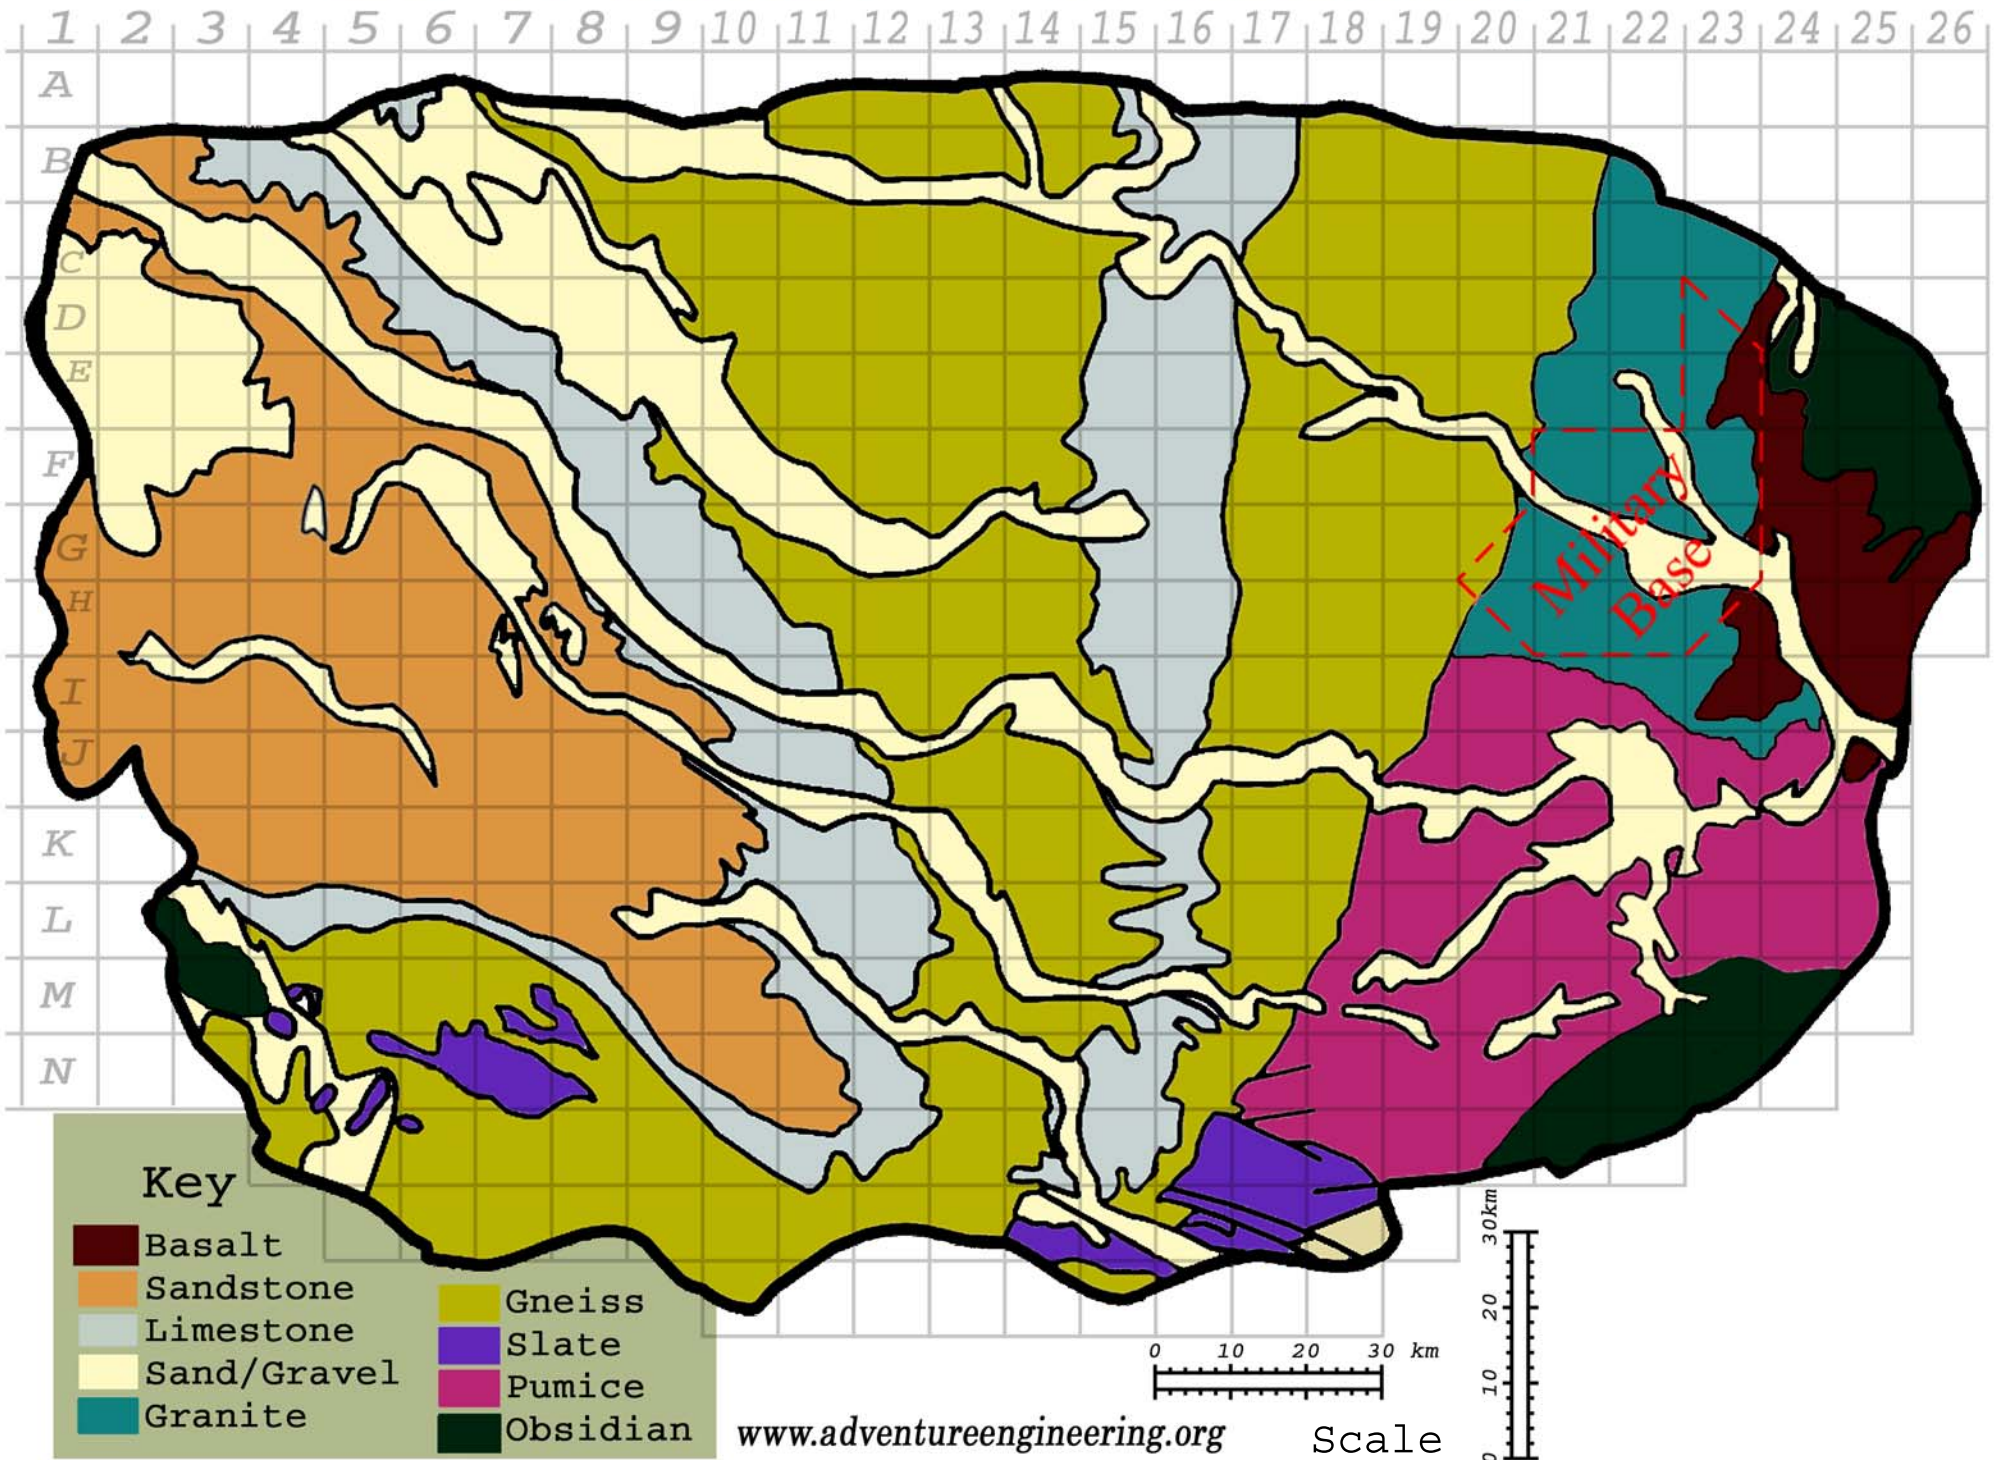 1 2 3 4 5 6 7 8 9 10 11 12 13 14 15 16 17 18 19 20 21 22 23 24 25 26
A
B
C
D
E
F
G
H
I
J
K
L
M
N
Military
Base
Key
Basalt
Sandstone
Limestone
Sand/Gravel
Granite
Gneiss
Slate
Pumice
Obsidian
www.adventureengineering.org
0 10 20 30 km
Scale
30km
20
10
0